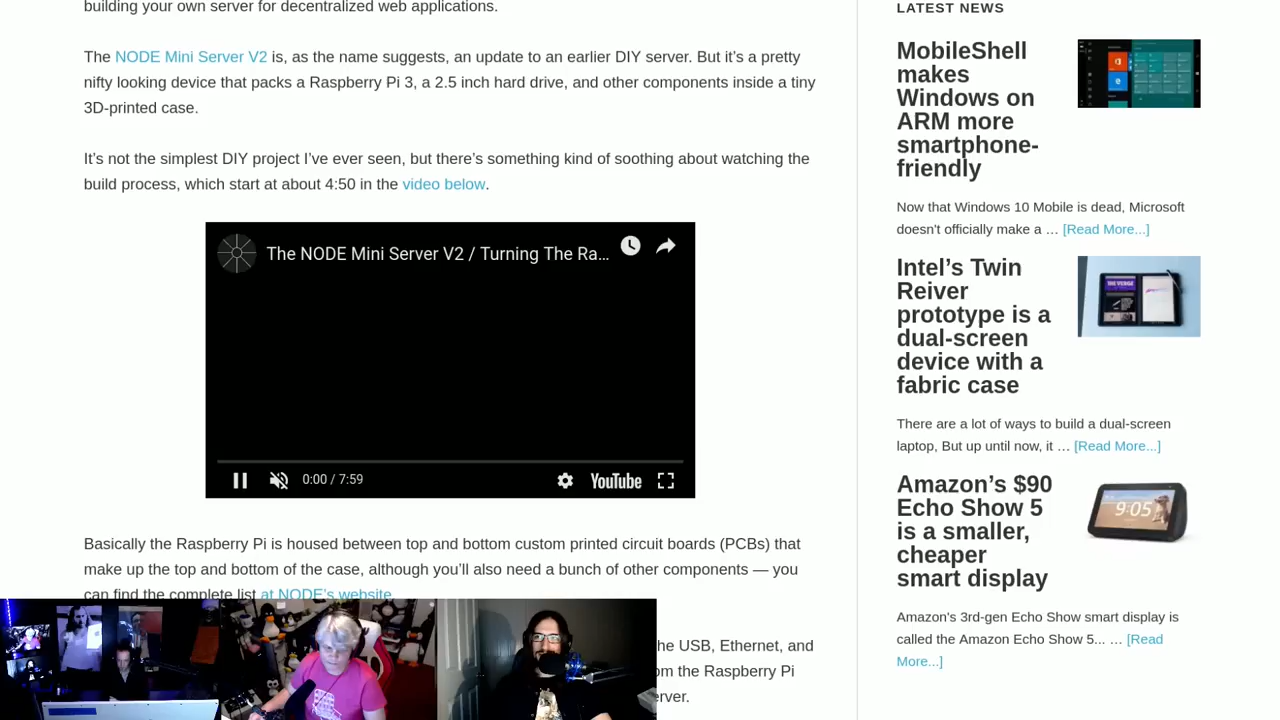 building your own server for decentralized web applications.
The NODE Mini Server V2 is, as the name suggests, an update to an earlier DIY server. But it’s a pretty
nifty looking device that packs a Raspberry Pi 3, a 2.5 inch hard drive, and other components inside a tiny
3D-printed case.
It’s not the simplest DIY project I’ve ever seen, but there’s something kind of soothing about watching the
build process, which start at about 4:50 in the video below.
The NODE Mini Server V2 / Turning The Ra...
0:00 / 7:59
YouTube
Basically the Raspberry Pi is housed between top and bottom custom printed circuit boards (PCBs) that
make up the top and bottom of the case, although you’ll also need a bunch of other components — you
can find the complete list at NODE’s website.
he USB, Ethernet, and
om the Raspberry Pi
erver.
LATEST NEWS
MobileShell
makes
Windows on
ARM more
smartphone-
friendly
Now that Windows 10 Mobile is dead, Microsoft
doesn't officially make a … [Read More...]
Intel’s Twin
Reiver
prototype is a
dual-screen
device with a
fabric case
There are a lot of ways to build a dual-screen
laptop, But up until now, it … [Read More...]
Amazon’s $90
Echo Show 5
is a smaller,
cheaper
smart display
9:05
Amazon's 3rd-gen Echo Show smart display is
called the Amazon Echo Show 5... … [Read
More...]